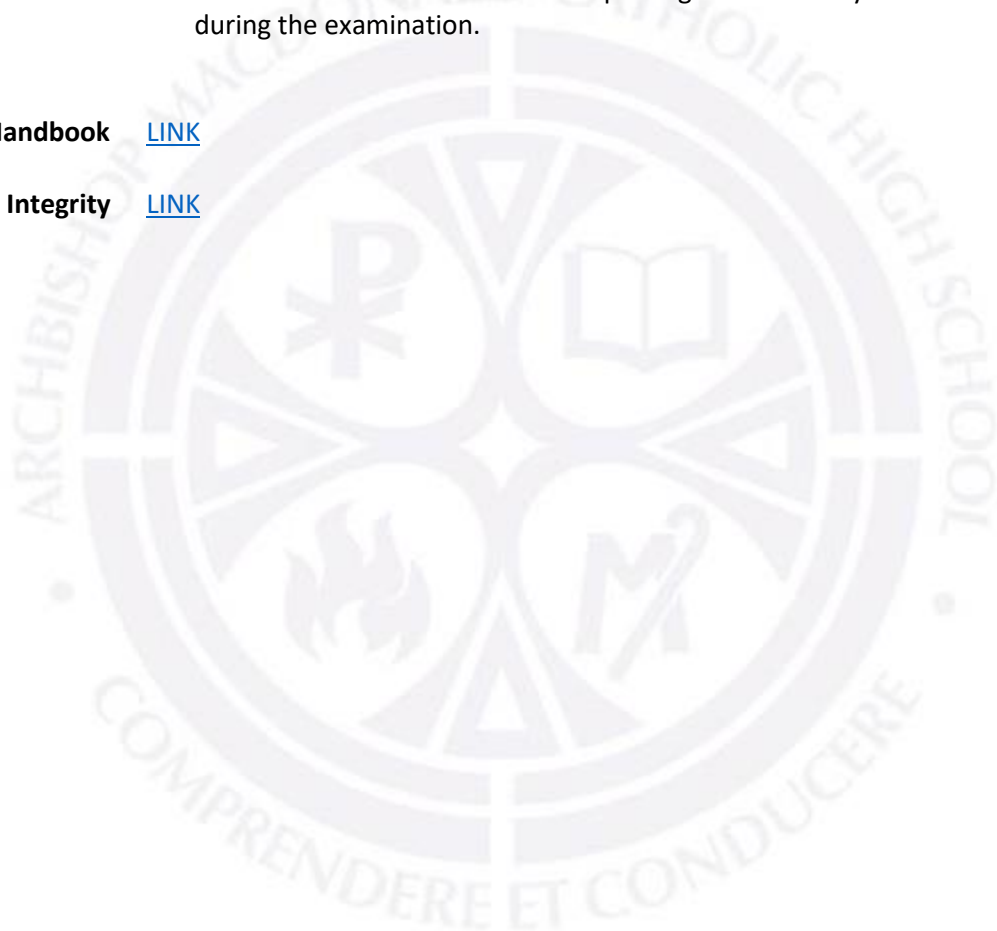 during the examination.
Handbook LINK
Integrity LINK
ARCHBISHOP MACDONALD CATHOLIC HIGH SCHOOL
COMPRENDERE ET CONDUCERE